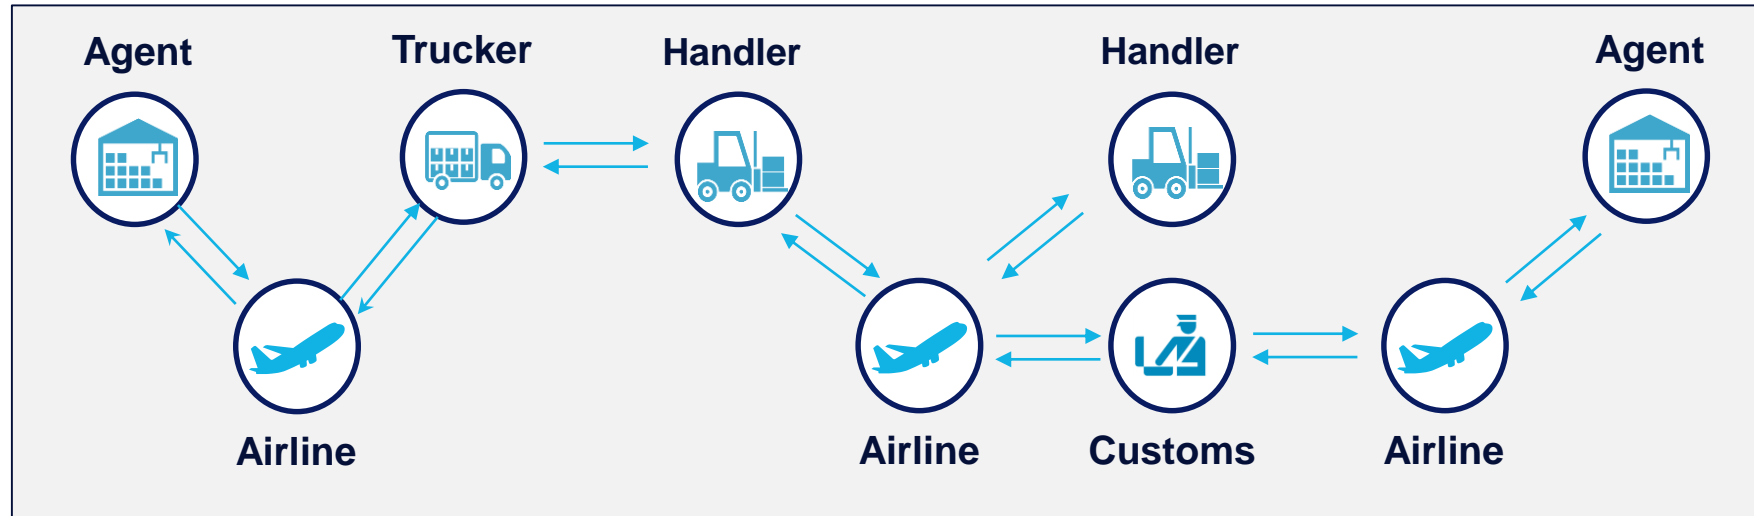 Agent
Trucker
Handler
Handler
Agent
Airline
Airline
Customs
Airline